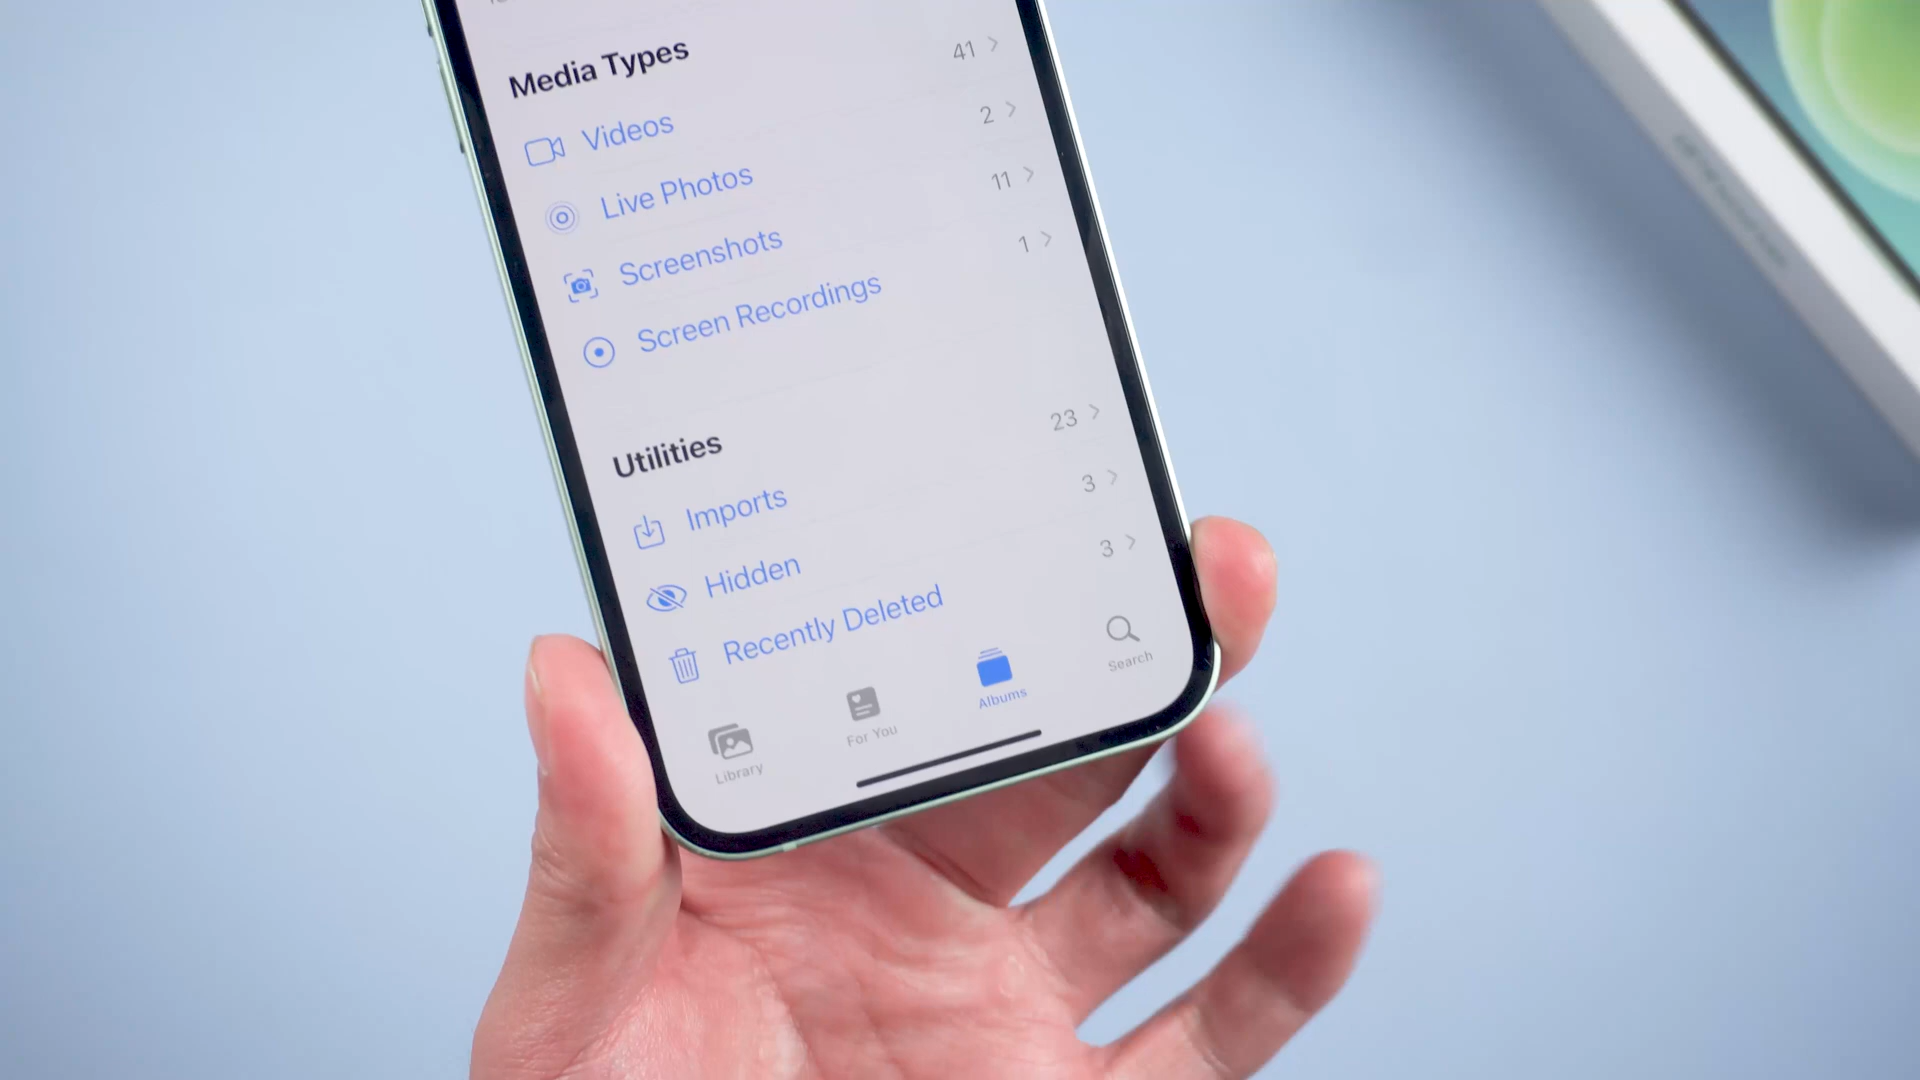 Media Types
Videos 41
Live Photos 2
Screenshots 11
Screen Recordings 1
Utilities
Imports 23
Hidden 3
Recently Deleted 3
Library
For You
Albums
Search